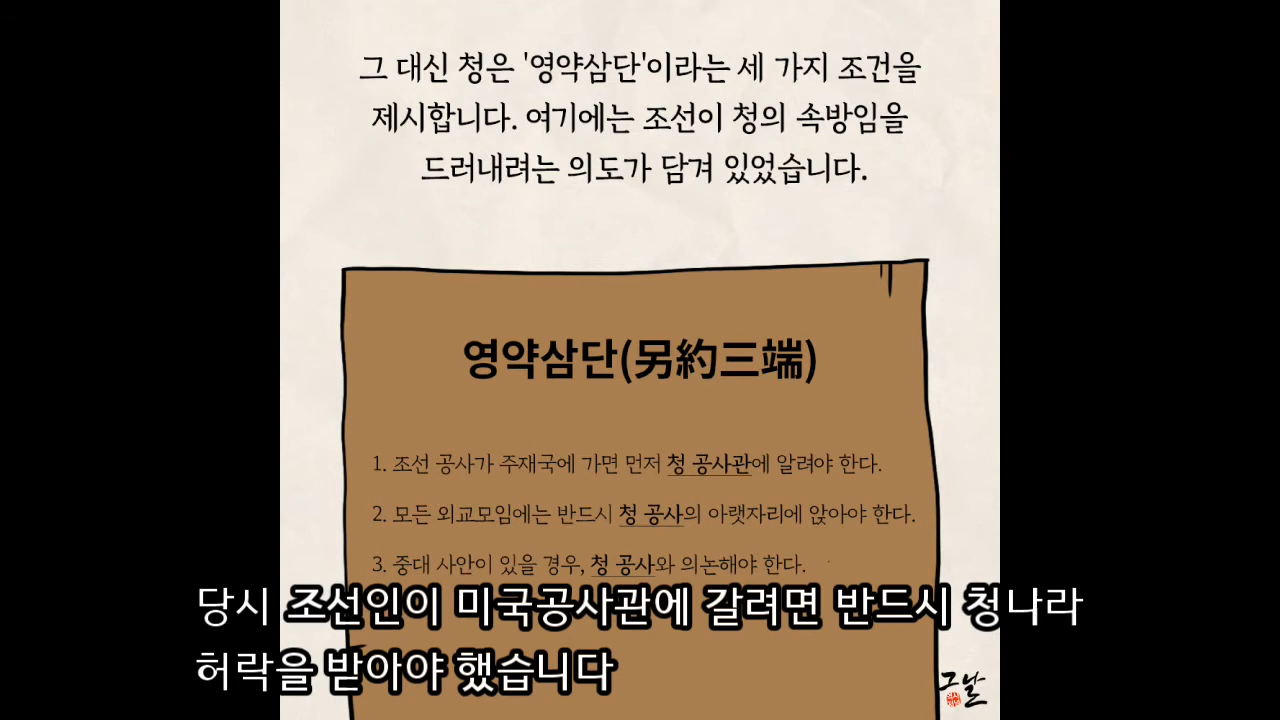 그 대신 청은 '영약삼단'이라는 세 가지 조건을
제시합니다. 여기에는 조선이 청의 속방임을
드러내려는 의도가 담겨 있었습니다.
영약삼단(另約三端)
1. 조선 공사가 주재국에 가면 먼저 청 공사관에 알려야 한다.
2. 모든 외교모임에는 반드시 청 공사의 아랫자리에 앉아야 한다.
3. 중대 사안이 있을 경우, 청 공사와 의논해야 한다.
당시 조선인이 미국공사관에 갈려면 반드시 청나라
허락을 받아야 했습니다
그날